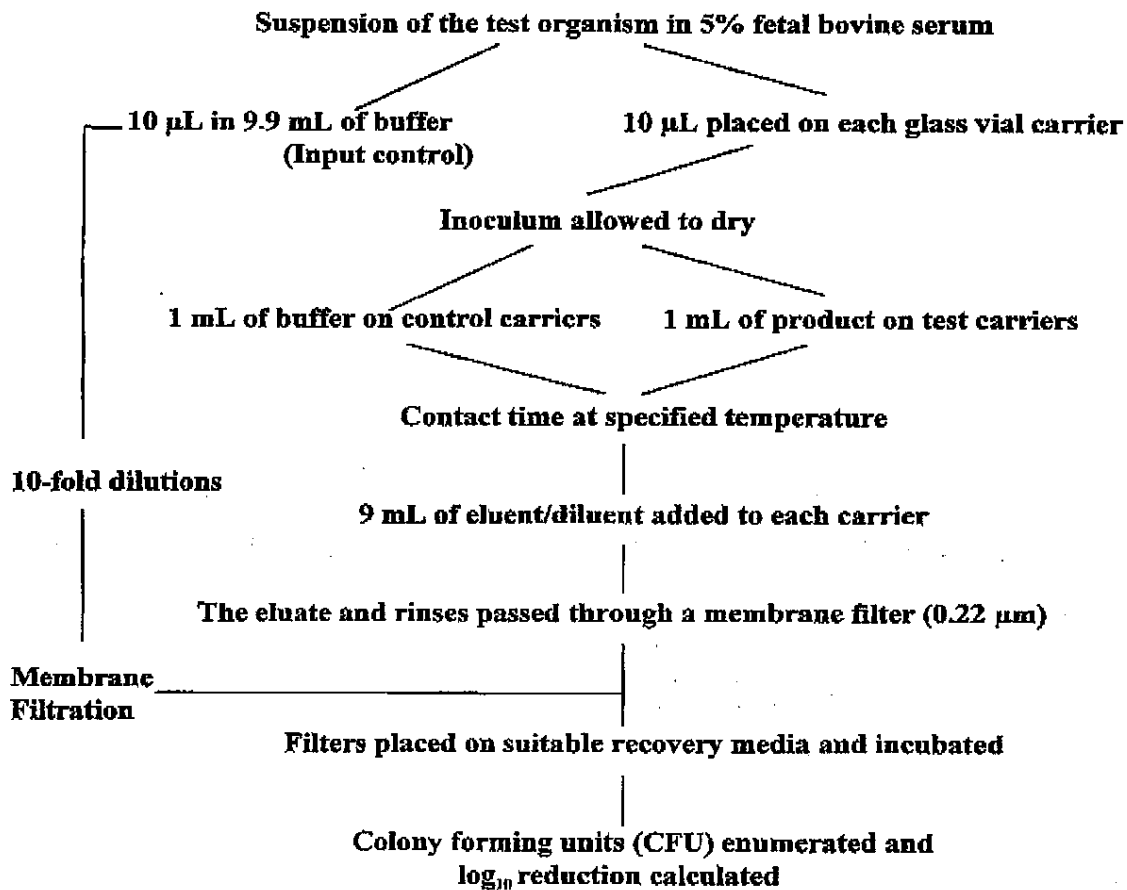 Suspension of the test organism in 5% fetal bovine serum
10 µL in 9.9 mL of buffer
(Input control)
10 µL placed on each glass vial carrier
Inoculum allowed to dry
1 mL of buffer on control carriers
1 mL of product on test carriers
Contact time at specified temperature
10-fold dilutions
9 mL of eluent/diluent added to each carrier
The eluate and rinses passed through a membrane filter (0.22 µm)
Membrane
Filtration
Filters placed on suitable recovery media and incubated
Colony forming units (CFU) enumerated and
log₁₀ reduction calculated